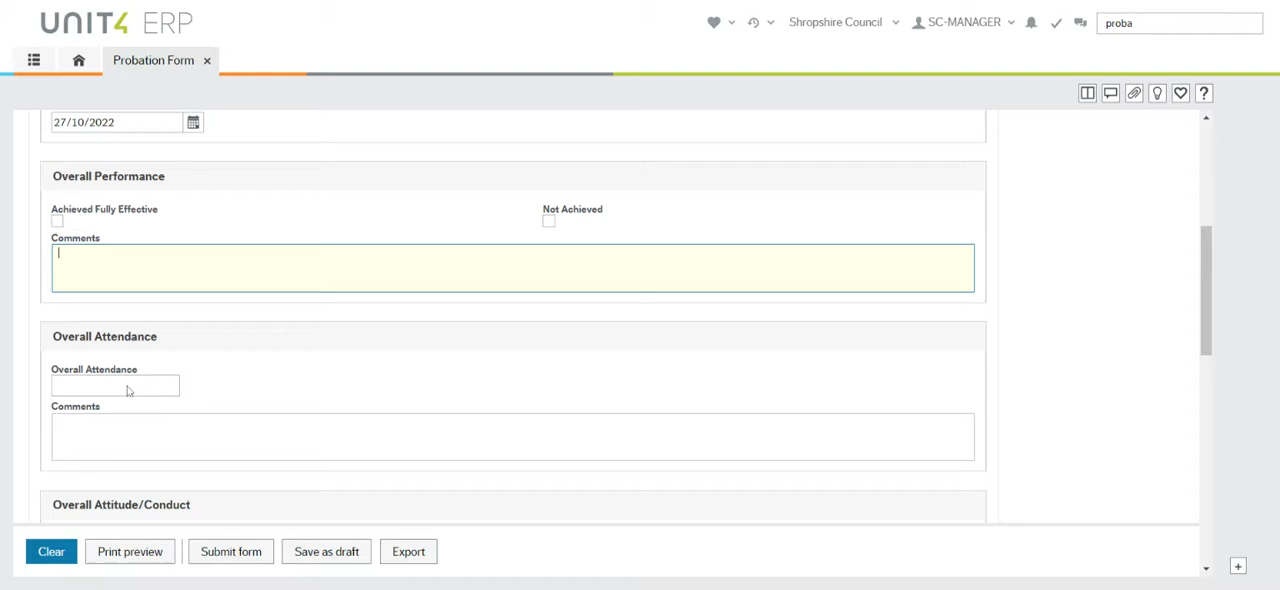 UNIT4 ERP
Shropshire Council
SC-MANAGER
proba
Probation Form
27/10/2022
Overall Performance
Achieved Fully Effective
Not Achieved
Comments
Overall Attendance
Overall Attendance
Comments
Overall Attitude/Conduct
Clear
Print preview
Submit form
Save as draft
Export